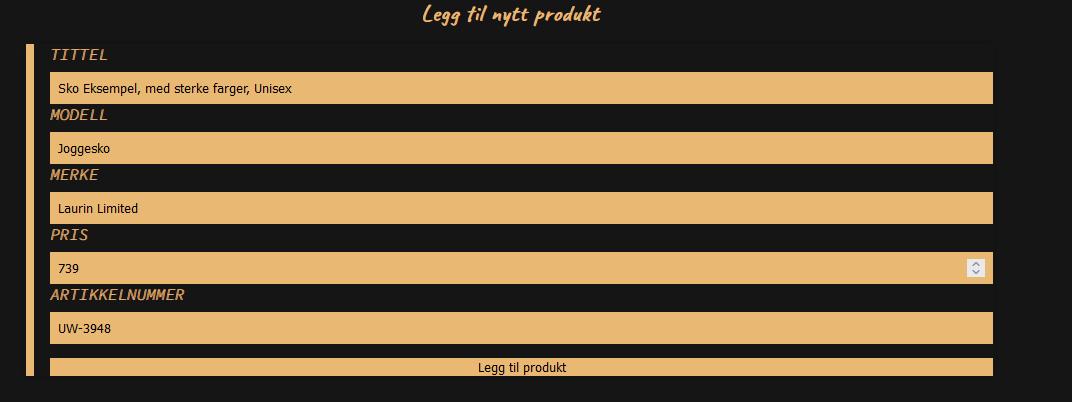 Legg til nytt produkt
TITTEL
Sko Eksempel, med sterke farger, Unisex
MODELL
Joggesko
MERKE
Laurin Limited
PRIS
739
ARTIKKELNUMMER
UW-3948
Legg til produkt